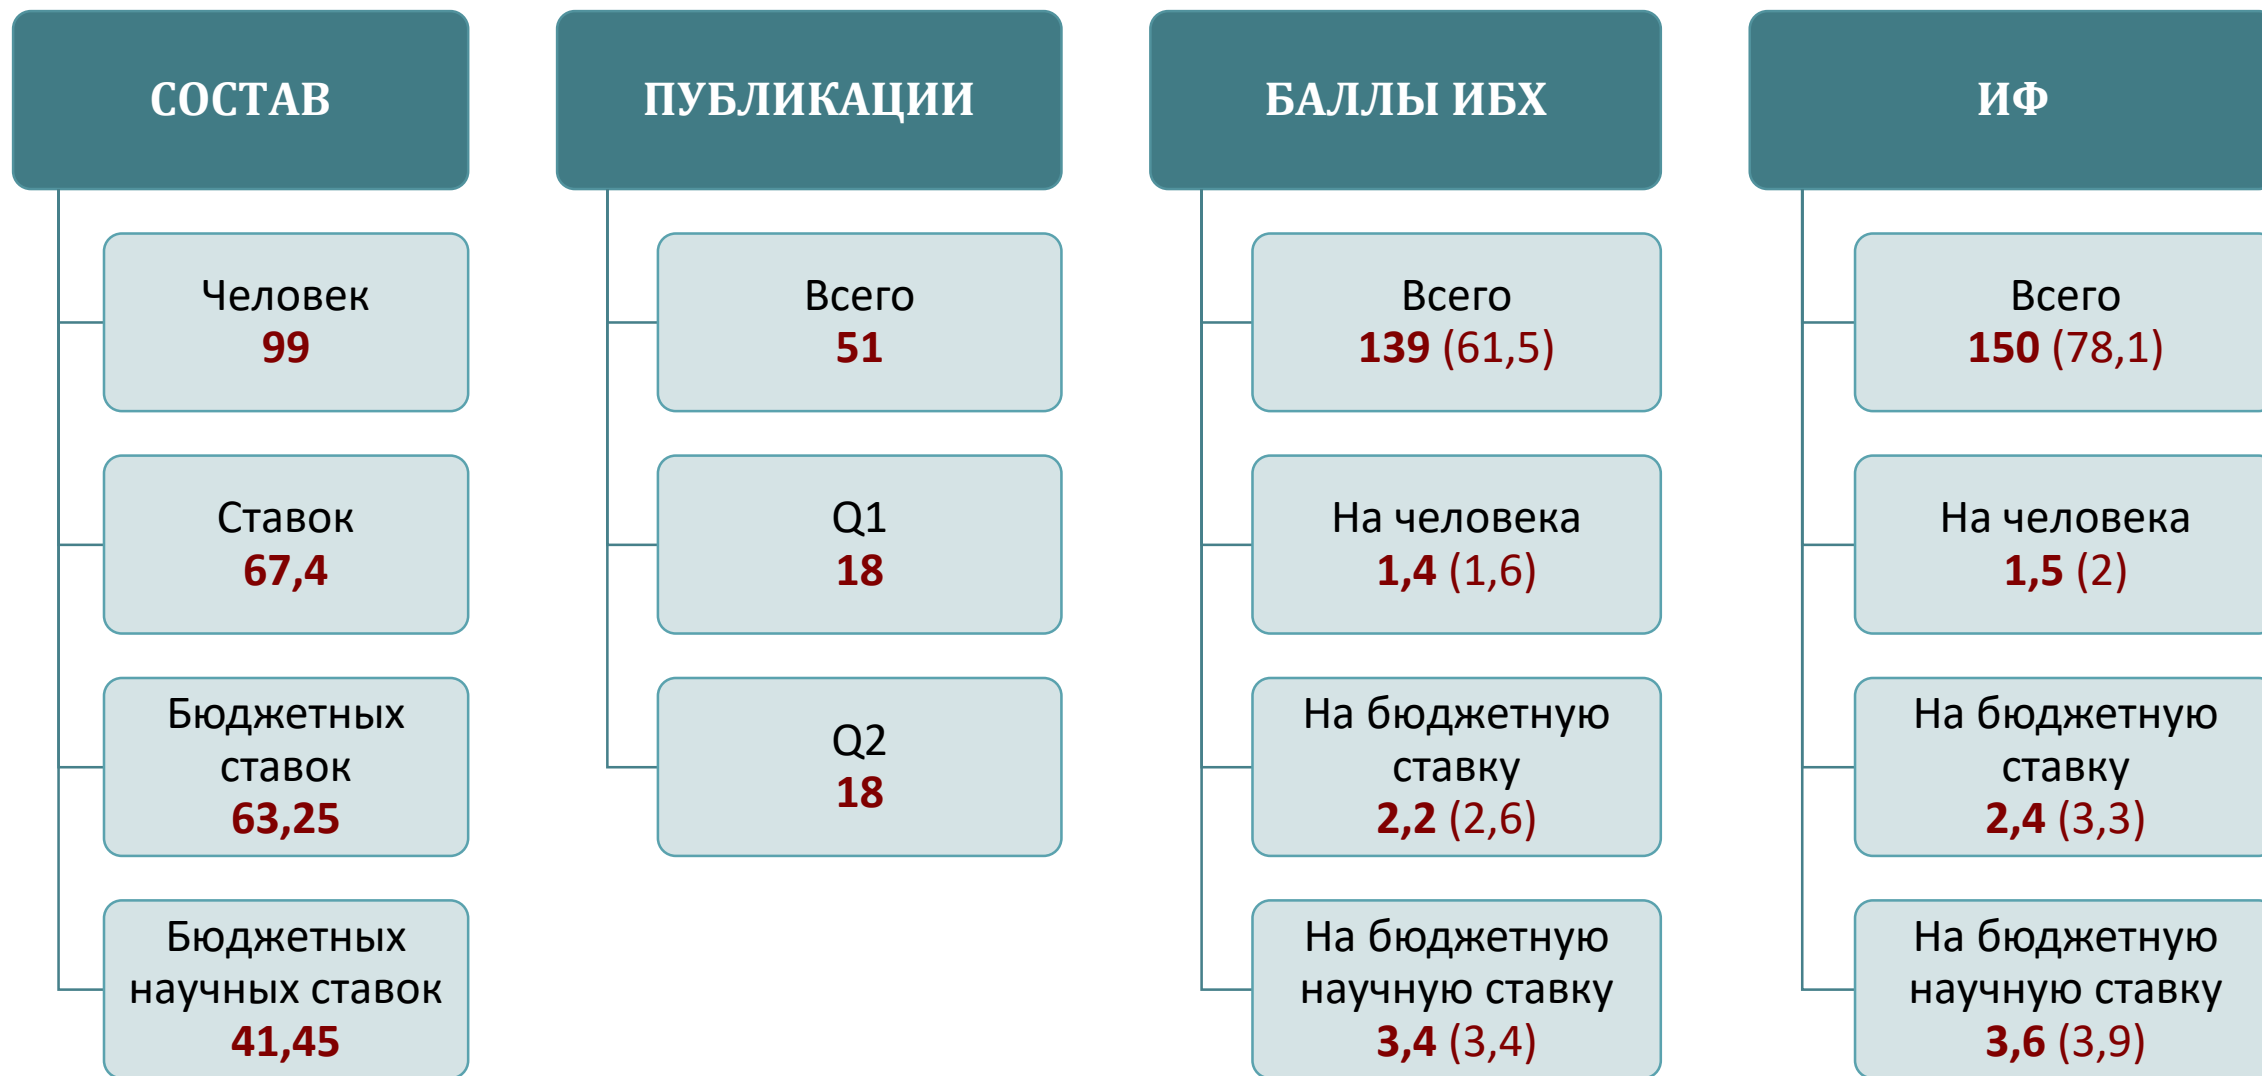 СОСТАВ
Человек
99
Ставок
67,4
Бюджетных
ставок
63,25
Бюджетных
научных ставок
41,45
ПУБЛИКАЦИИ
Всего
51
Q1
18
Q2
18
БАЛЛЫ ИБХ
Всего
139 (61,5)
На человека
1,4 (1,6)
На бюджетную
ставку
2,2 (2,6)
На бюджетную
научную ставку
3,4 (3,4)
ИФ
Всего
150 (78,1)
На человека
1,5 (2)
На бюджетную
ставку
2,4 (3,3)
На бюджетную
научную ставку
3,6 (3,9)